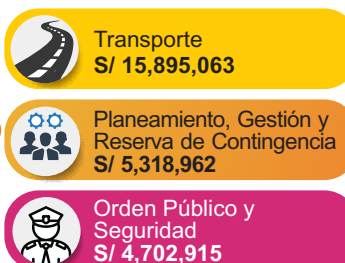 Transporte
S/ 15,895,063
Planeamiento, Gestión y
Reserva de Contingencia
S/ 5,318,962
Orden Público y
Seguridad
S/ 4,702,915